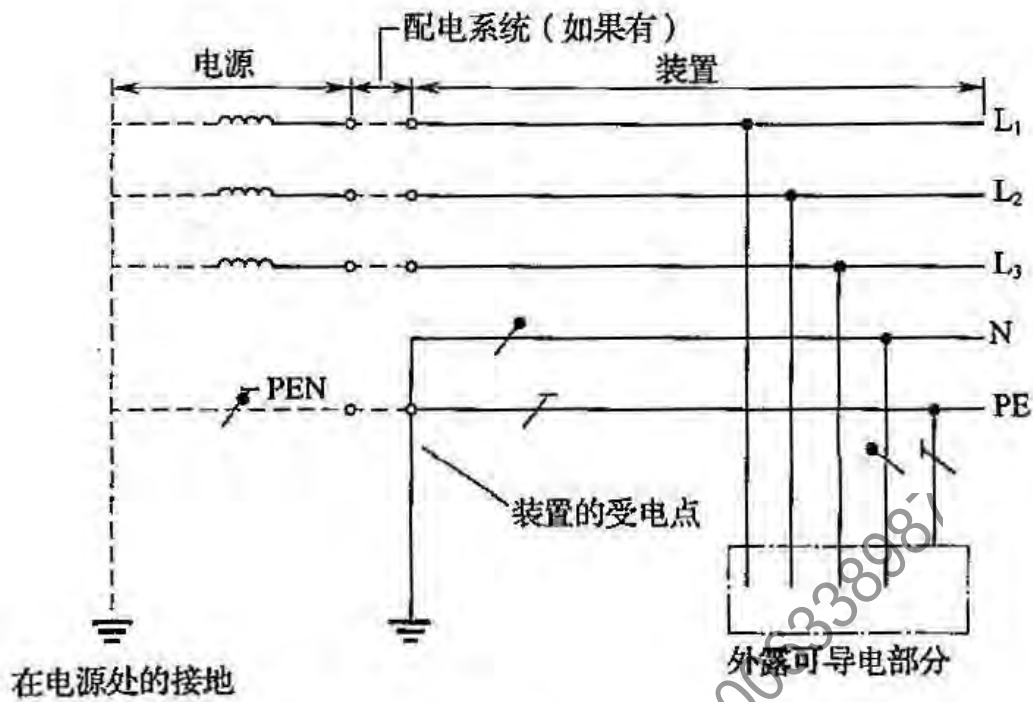 配电系统（如果有）
电源
装置
L₁
L₂
L₃
N
PEN
PE
装置的受电点
外露可导电部分
在电源处的接地